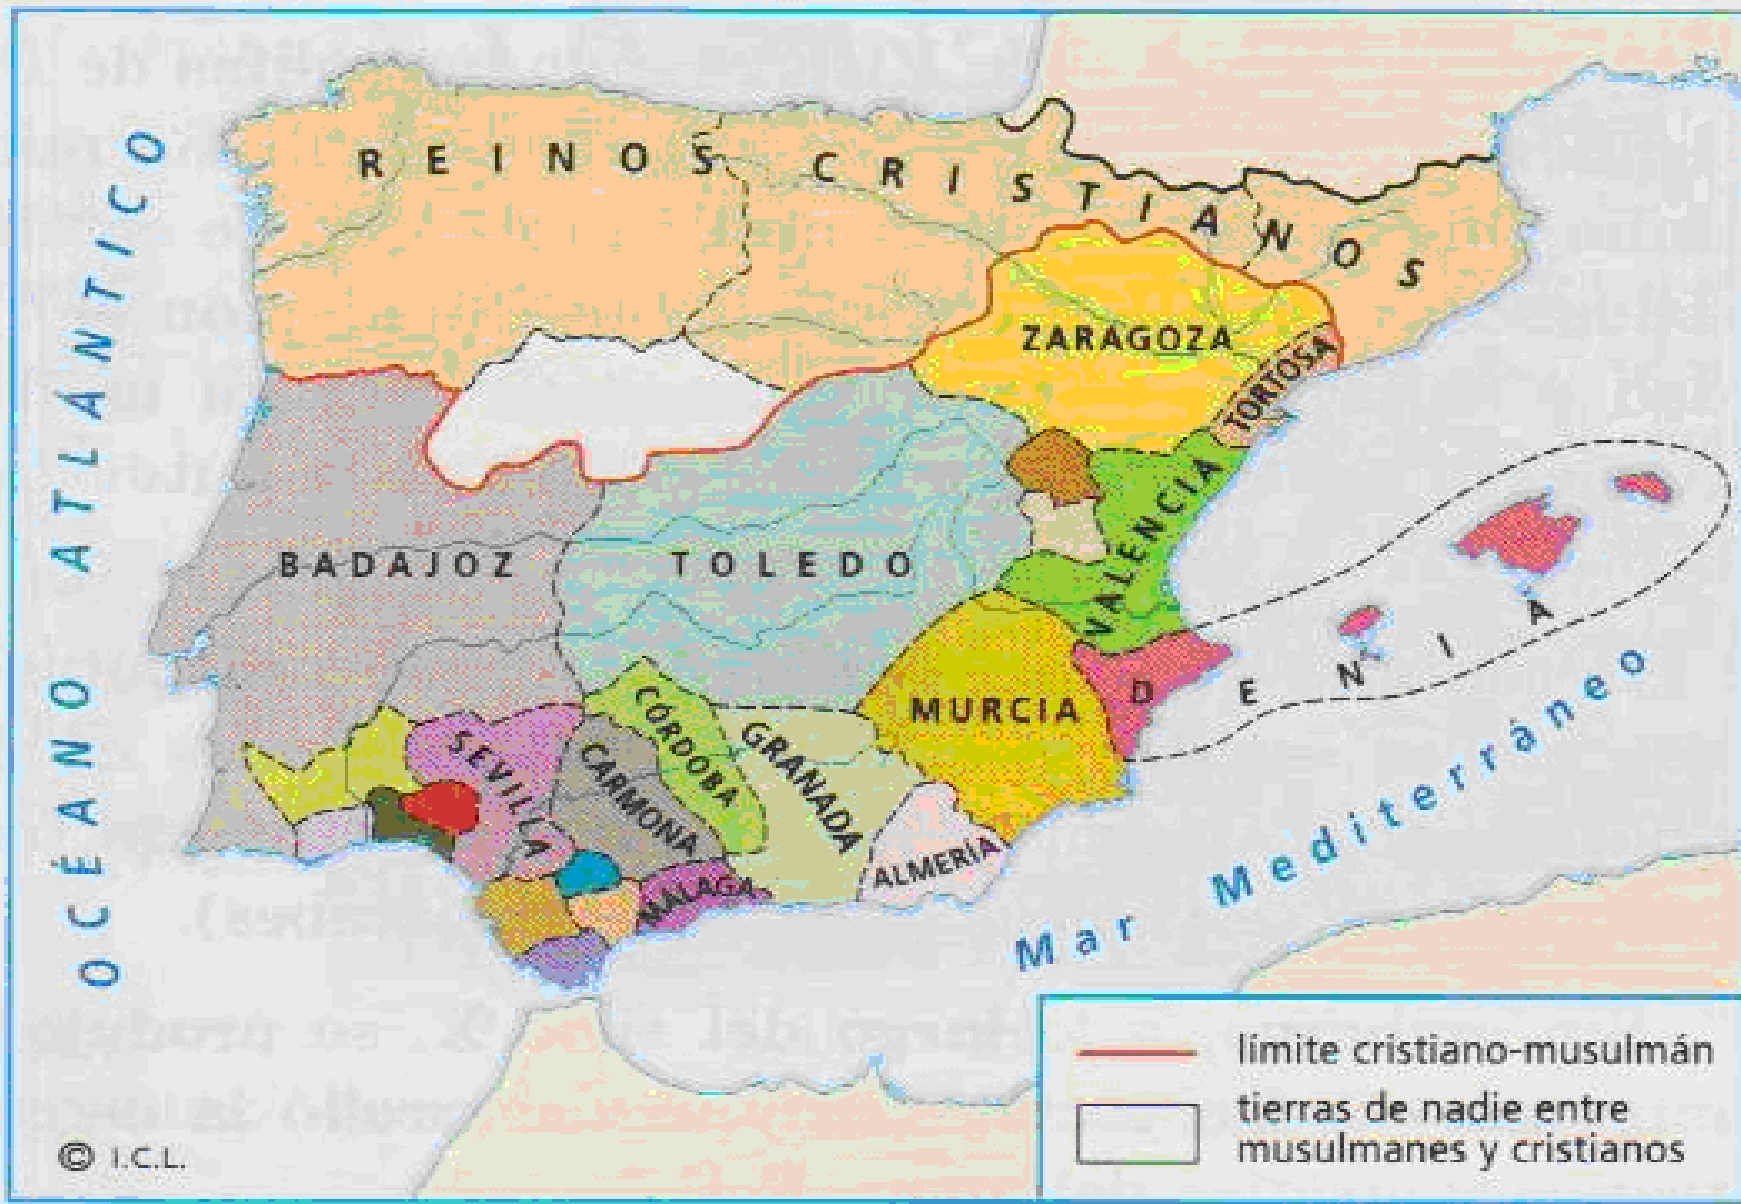 OCÉANO ATLÁNTICO
REINOS CRISTIANOS
ZARAGOZA
TORTOSA
VALENCIA
BADAJOZ
TOLEDO
DENIA
MURCIA
CÓRDOBA
GRANADA
SEVILLA
CARMONA
ALMERÍA
MÁLAGA
Mar Mediterráneo
límite cristiano-musulmán
tierras de nadie entre
musulmanes y cristianos
© I.C.L.